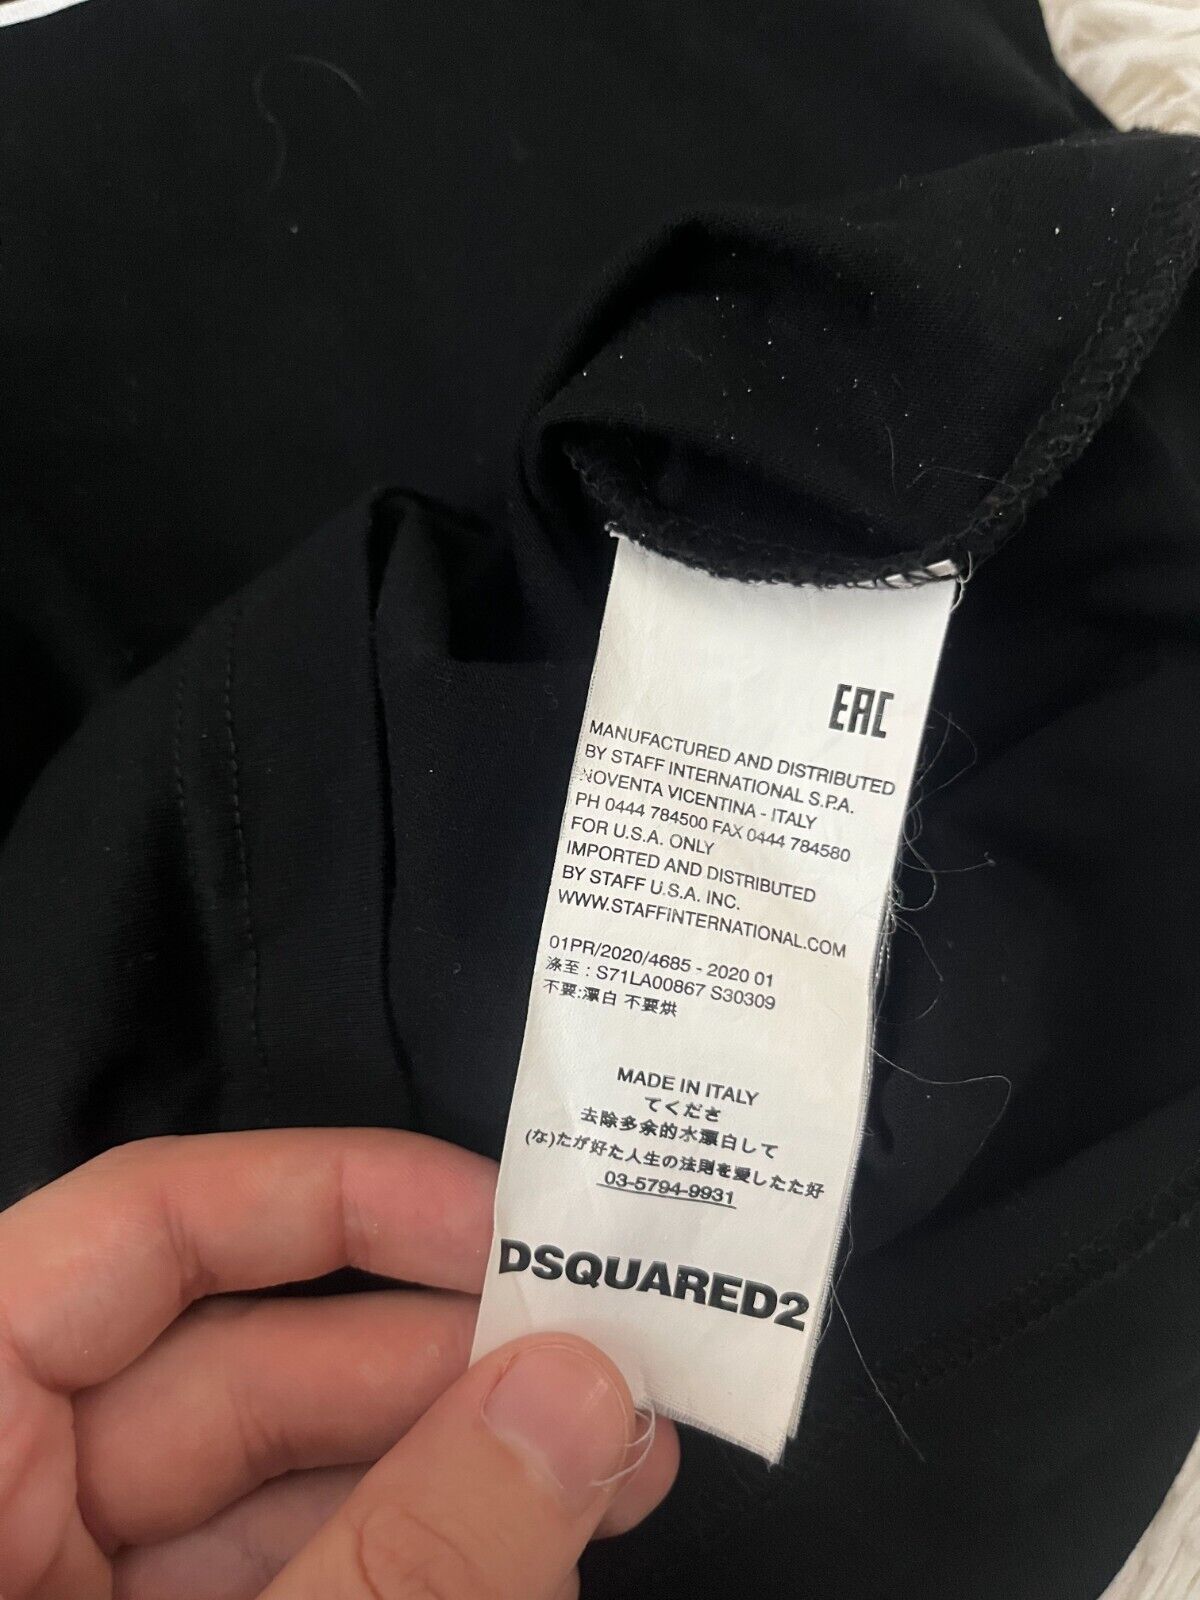 EAC
MANUFACTURED AND DISTRIBUTED
BY STAFF INTERNATIONAL S.P.A.
NOVENTA VICENTINA - ITALY
PH 0444 784500 FAX 0444 784580
FOR U.S.A. ONLY
IMPORTED AND DISTRIBUTED
BY STAFF U.S.A. INC.
WWW.STAFFINTERNATIONAL.COM
01PR/2020/4685 - 2020 01
涤至 : S71LA00867 S30309
不要:漂白 不要烘
MADE IN ITALY
てくださ
去除多余的水漂白して
(な)たが好た人生の法則を愛したた好
03-5794-9931
DSQUARED2